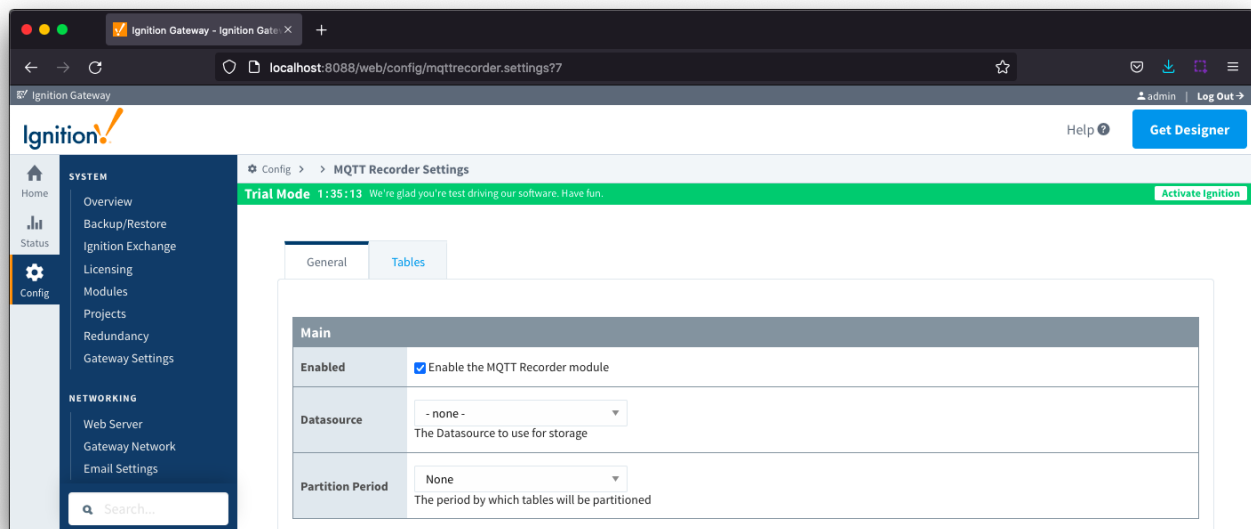 Ignition Gateway - Ignition Gate
localhost:8088/web/config/mqttrecorder.settings?7
Ignition Gateway
admin | Log Out
Ignition!
Help
Get Designer
Home
Status
Config
SYSTEM
Overview
Backup/Restore
Ignition Exchange
Licensing
Modules
Projects
Redundancy
Gateway Settings
NETWORKING
Web Server
Gateway Network
Email Settings
Search...
Config > > MQTT Recorder Settings
Trial Mode 1:35:13 We're glad you're test driving our software. Have fun.
Activate Ignition
General
Tables
Main
Enabled
Enable the MQTT Recorder module
Datasource
- none -
The Datasource to use for storage
Partition Period
None
The period by which tables will be partitioned